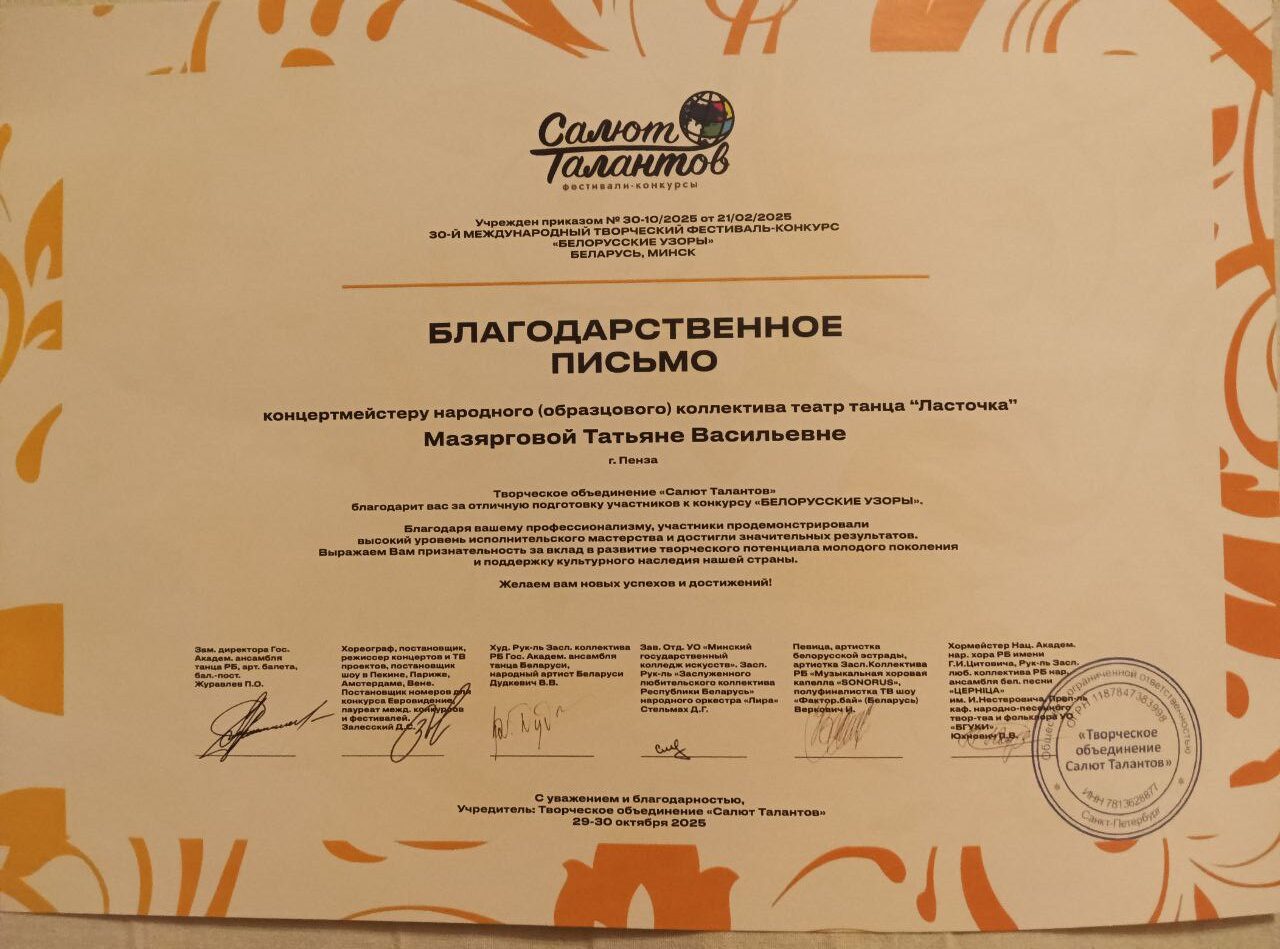 Салют
Талантов
фестивали-конкурсы
Учрежден приказом № 30-10/2025 от 21/02/2025
30-Й МЕЖДУНАРОДНЫЙ ТВОРЧЕСКИЙ ФЕСТИВАЛЬ-КОНКУРС
«БЕЛОРУССКИЕ УЗОРЫ»
БЕЛАРУСЬ, МИНСК
БЛАГОДАРСТВЕННОЕ
ПИСЬМО
концертмейстеру народного (образцового) коллектива театр танца “Ласточка”
Мазярговой Татьяне Васильевне
г. Пенза
Творческое объединение «Салют Талантов»
благодарит вас за отличную подготовку участников к конкурсу «БЕЛОРУССКИЕ УЗОРЫ».
Благодаря вашему профессионализму, участники продемонстрировали
высокий уровень исполнительского мастерства и достигли значительных результатов.
Выражаем Вам признательность за вклад в развитие творческого потенциала молодого поколения
и поддержку культурного наследия нашей страны.
Желаем вам новых успехов и достижений!
Зам. директора Гос.
Академ. ансамбля
танца РБ, арт. балета,
бал.-пост.
Журавлев П.О.
Хореограф, постановщик,
режиссер концертов и ТВ
проектов, постановщик
шоу в Пекине, Париже,
Амстердаме, Вене.
Постановщик номеров для
конкурса Евровидение,
лауреат межд. конкурсов
и фестивалей.
Залесский Д.С.
Худ. Рук-ль Засл. коллектива
РБ Гос. Академ. ансамбля
танца Беларуси,
народный артист Беларуси
Дудкевич В.В.
Зав. Отд. УО «Минский
государственный
колледж искусств». Засл.
Рук-ль «Заслуженного
любительского коллектива
Республики Беларусь»
народного оркестра «Лира»
Стельмах Д.Г.
Певица, артистка
белорусской эстрады,
артистка Засл.Коллектива
РБ «Музыкальная хоровая
капелла «SONORUS»,
полуфиналистка ТВ шоу
«Фактор.бай» (Беларусь)
Веркович И.
Хормейстер Нац. Академ.
нар. хора РБ имени
Г.И.Цитовича, Рук-ль Засл.
люб. коллектива РБ нар.
ансамбля бел. песни
«ЦЕРНIЦА»
им. И.Нестеровича, Преп-ль
каф. народно-песенного
твор-тва и фольклора УО
«БГУКИ»,
Юхнович Д.В.
Общество с ограниченной ответственностью
«Творческое
объединение
Салют Талантов»
ИНН 7813628877
Санкт-Петербург
С уважением и благодарностью,
Учредитель: Творческое объединение «Салют Талантов»
29-30 октября 2025